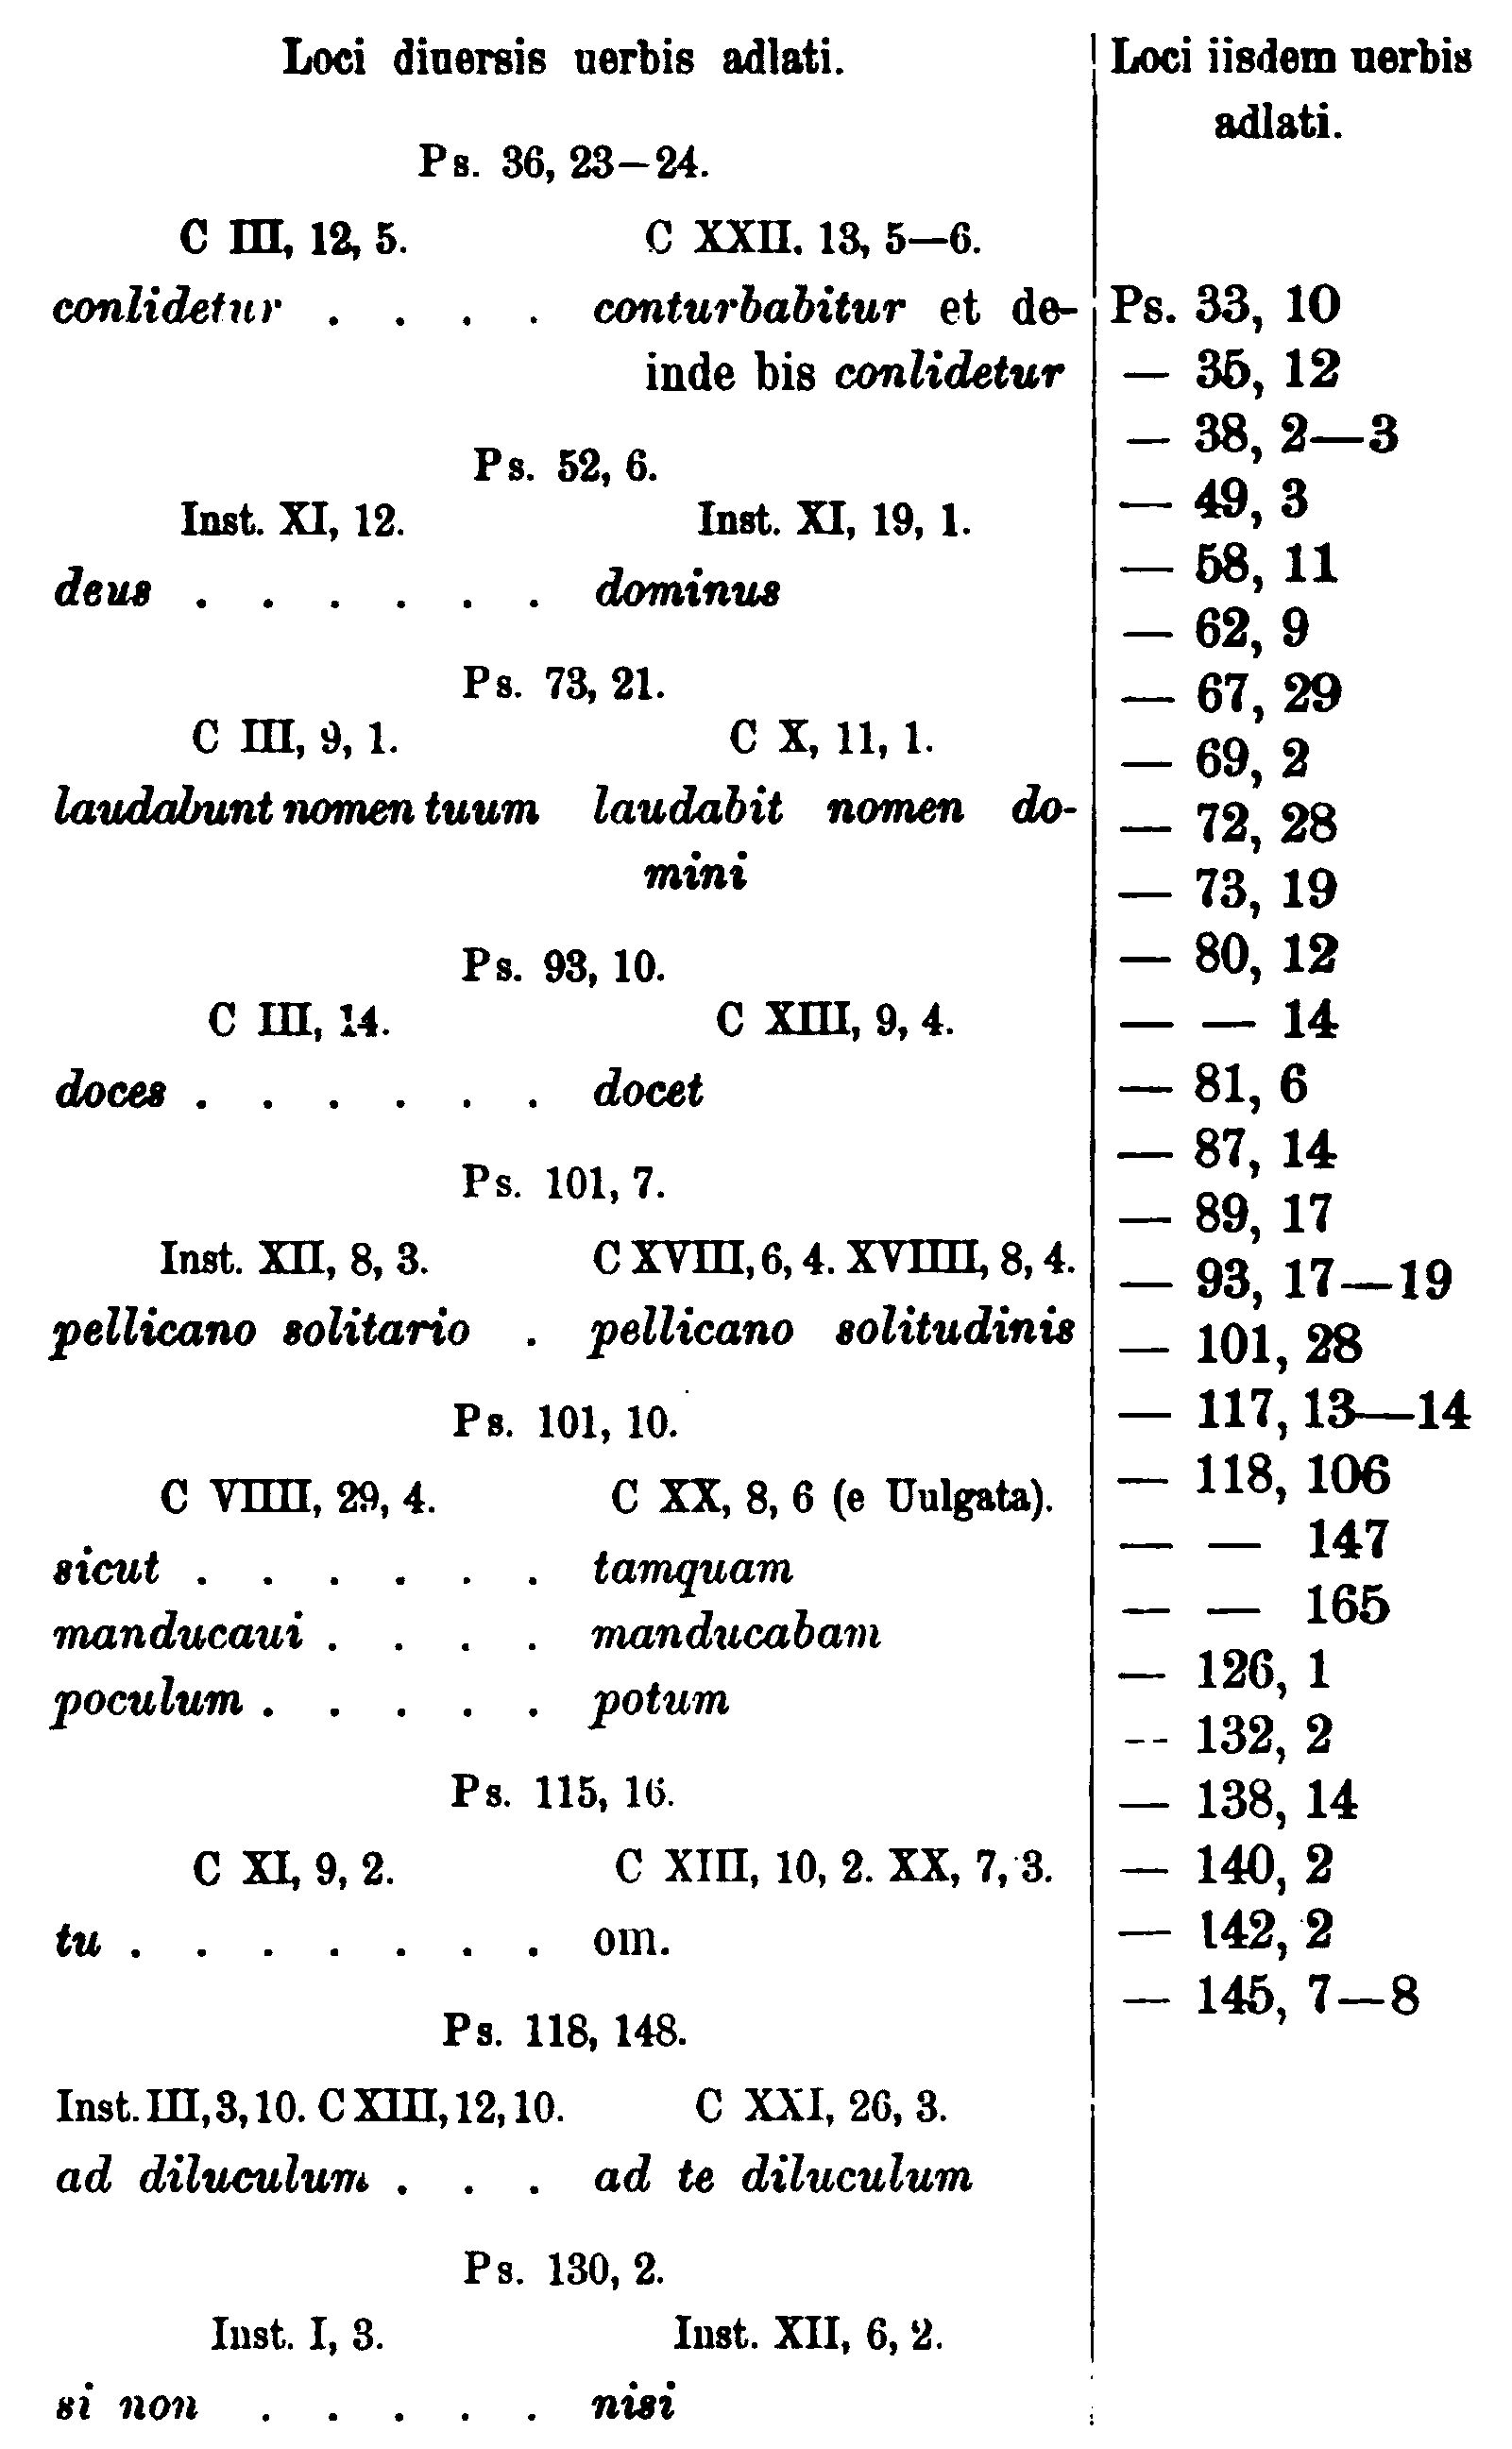 Loci diuersis uerbis adlati.
Ps. 36, 23–24.
C III, 12, 5. C XXII. 13, 5—6.
conlidetur . . . . conturbabitur et de-
inde bis conlidetur
Ps. 52, 6.
Inst. XI, 12. Inst. XI, 19, 1.
deus . . . . . . dominus
Ps. 73, 21.
C III, 9, 1. C X, 11, 1.
laudabunt nomen tuum laudabit nomen do-
mini
Ps. 93, 10.
C III, 14. C XIII, 9, 4.
doces . . . . . . docet
Ps. 101, 7.
Inst. XII, 8, 3. C XVIII, 6, 4. XVIIII, 8, 4.
pellicano solitario . pellicano solitudinis
Ps. 101, 10.
C VIIII, 29, 4. C XX, 8, 6 (e Uulgata).
sicut . . . . . . tamquam
manducaui . . . . manducabam
poculum . . . . . potum
Ps. 115, 16.
C XI, 9, 2. C XIII, 10, 2. XX, 7, 3.
tu . . . . . . . om.
Ps. 118, 148.
Inst. III, 3, 10. C XIII, 12, 10. C XXI, 26, 3.
ad diluculum . . . ad te diluculum
Ps. 130, 2.
Inst. I, 3. Inst. XII, 6, 2.
si non . . . . . nisi
Loci iisdem uerbis
adlati.
Ps. 33, 10
— 35, 12
— 38, 2—3
— 49, 3
— 58, 11
— 62, 9
— 67, 29
— 69, 2
— 72, 28
— 73, 19
— 80, 12
— — 14
— 81, 6
— 87, 14
— 89, 17
— 93, 17—19
— 101, 28
— 117, 13—14
— 118, 106
— — 147
— — 165
— 126, 1
— 132, 2
— 138, 14
— 140, 2
— 142, 2
— 145, 7—8